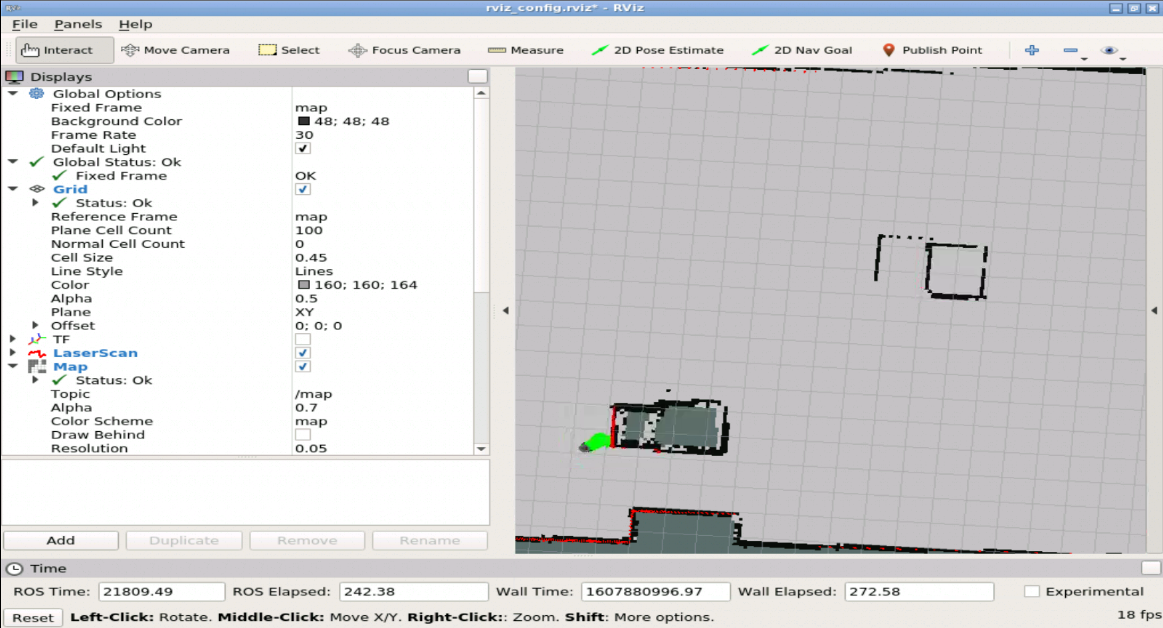 rviz_config.rviz* - RViz
File Panels Help
Interact Move Camera Select Focus Camera Measure 2D Pose Estimate 2D Nav Goal Publish Point
Displays
Global Options
Fixed Frame map
Background Color 48; 48; 48
Frame Rate 30
Default Light
Global Status: Ok
Fixed Frame OK
Grid
Status: Ok
Reference Frame map
Plane Cell Count 100
Normal Cell Count 0
Cell Size 0.45
Line Style Lines
Color 160; 160; 164
Alpha 0.5
Plane XY
Offset 0; 0; 0
TF
LaserScan
Map
Status: Ok
Topic /map
Alpha 0.7
Color Scheme map
Draw Behind
Resolution 0.05
Add Duplicate Remove Rename
Time
ROS Time: 21809.49 ROS Elapsed: 242.38 Wall Time: 1607880996.97 Wall Elapsed: 272.58 Experimental
Reset Left-Click: Rotate. Middle-Click: Move X/Y. Right-Click:: Zoom. Shift: More options. 18 fps